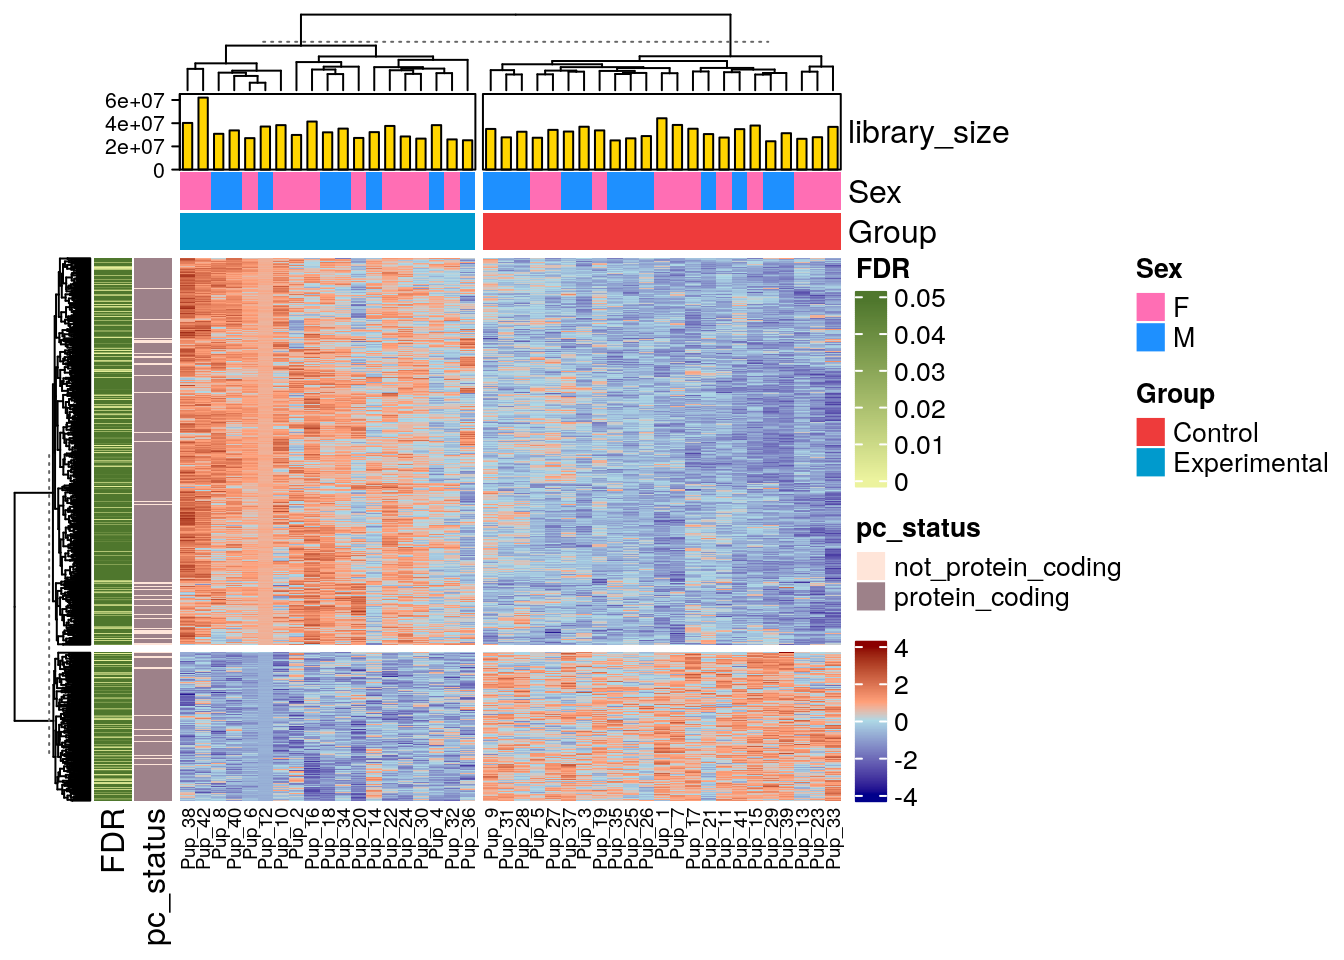 6e+07
4e+07
2e+07
0
library_size
Sex
Group
FDR
0.05
0.04
0.03
0.02
0.01
0
Sex
F
M
Group
Control
Experimental
pc_status
not_protein_coding
protein_coding
4
2
0
-2
-4
FDR
pc_status
Pup_38
Pup_42
Pup_8
Pup_40
Pup_6
Pup_12
Pup_10
Pup_2
Pup_16
Pup_18
Pup_34
Pup_20
Pup_14
Pup_22
Pup_24
Pup_30
Pup_4
Pup_32
Pup_36
Pup_9
Pup_31
Pup_28
Pup_5
Pup_27
Pup_37
Pup_3
Pup_19
Pup_35
Pup_25
Pup_26
Pup_1
Pup_7
Pup_17
Pup_21
Pup_11
Pup_41
Pup_15
Pup_29
Pup_39
Pup_13
Pup_23
Pup_33